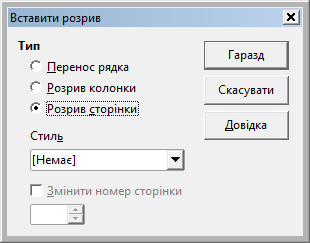 Вставити розрив
Тип
Перенос рядка
Розрив колонки
Розрив сторінки
Стиль
[Немає]
Змінити номер сторінки
Гаразд
Скасувати
Довідка